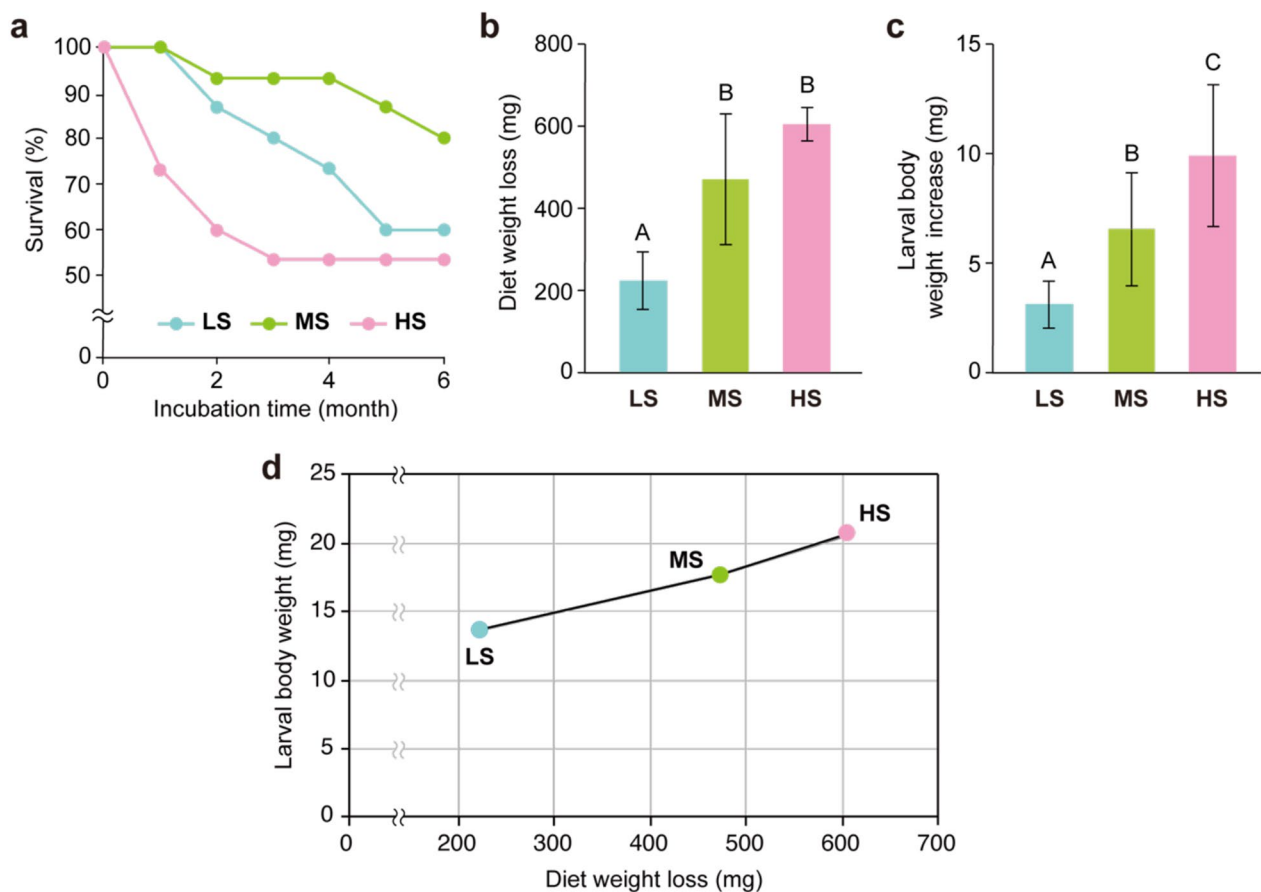 a
100
90
80
70
60
50
0
Survival (%)
LS MS HS
0 2 4 6
Incubation time (month)
b
800
600
400
200
0
Diet weight loss (mg)
A B B
LS MS HS
c
15
10
5
0
Larval body
weight increase (mg)
A B C
LS MS HS
d
25
20
15
10
5
0
Larval body weight (mg)
HS
MS
LS
0 200 300 400 500 600 700
Diet weight loss (mg)